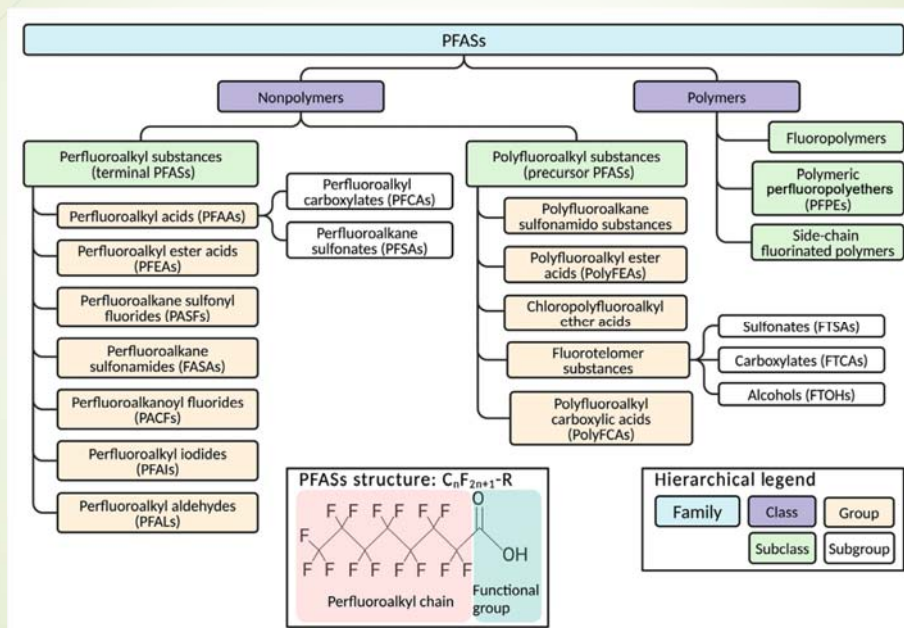 PFASs
Nonpolymers
Polymers
Perfluoroalkyl substances
(terminal PFASs)
Perfluoroalkyl acids (PFAAs)
Perfluoroalkyl
carboxylates (PFCAs)
Perfluoroalkane
sulfonates (PFSAs)
Perfluoroalkyl ester acids
(PFEAs)
Perfluoroalkane sulfonyl
fluorides (PASFs)
Perfluoroalkane
sulfonamides (FASAs)
Perfluoroalkanoyl fluorides
(PACFs)
Perfluoroalkyl iodides
(PFAIs)
Perfluoroalkyl aldehydes
(PFALs)
Polyfluoroalkyl substances
(precursor PFASs)
Polyfluoroalkane
sulfonamido substances
Polyfluoroalkyl ester
acids (PolyFEAs)
Chloropolyfluoroalkyl
ether acids
Fluorotelomer
substances
Sulfonates (FTSAs)
Carboxylates (FTCAs)
Alcohols (FTOHs)
Polyfluoroalkyl
carboxylic acids
(PolyFCAs)
Fluoropolymers
Polymeric
perfluoropolyethers
(PFPEs)
Side-chain
fluorinated polymers
PFASs structure: CₙF₂ₙ₊₁-R
F F F F F F F O
F
F OH
F F F F F F
Perfluoroalkyl chain
Functional
group
Hierarchical legend
Family
Class
Group
Subclass
Subgroup